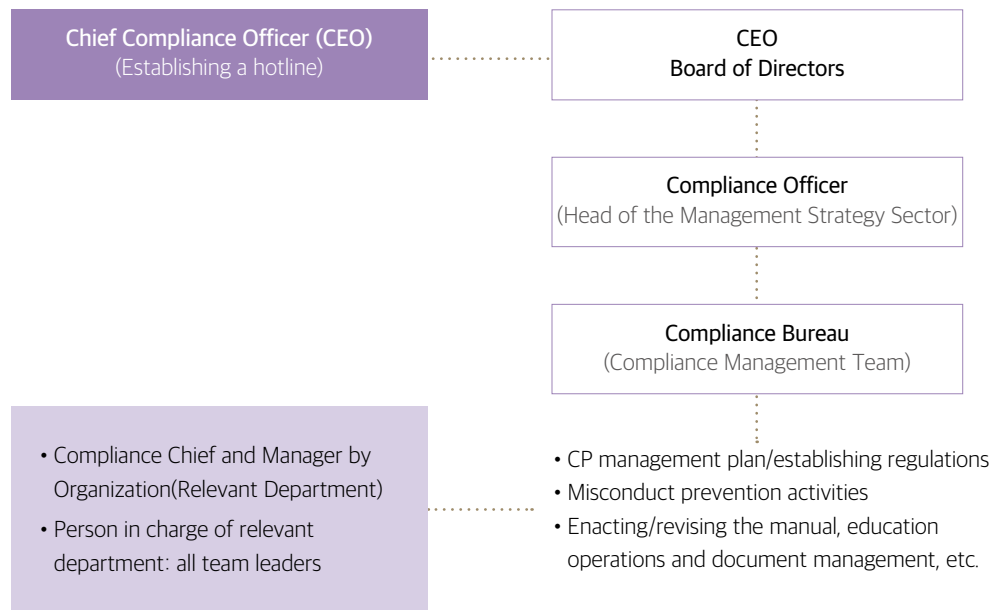 Chief Compliance Officer (CEO)
(Establishing a hotline)
CEO
Board of Directors
Compliance Officer
(Head of the Management Strategy Sector)
Compliance Bureau
(Compliance Management Team)
• Compliance Chief and Manager by
Organization(Relevant Department)
• Person in charge of relevant
department: all team leaders
• CP management plan/establishing regulations
• Misconduct prevention activities
• Enacting/revising the manual, education
operations and document management, etc.